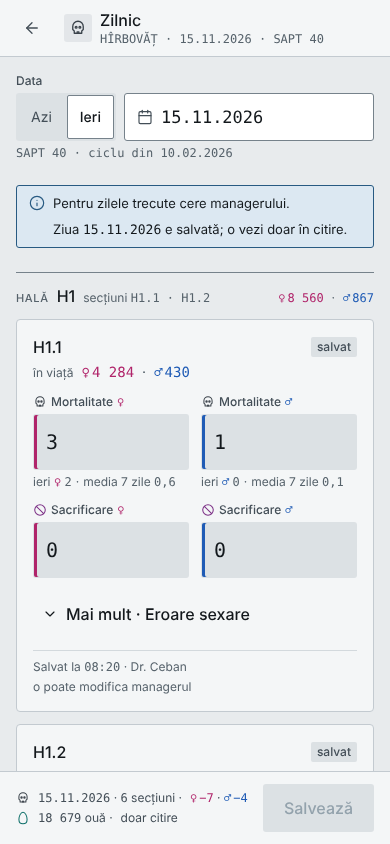 Zilnic
HÎRBOVĂȚ · 15.11.2026 · SAPT 40
Data
Azi Ieri 15.11.2026
SAPT 40 · ciclu din 10.02.2026
Pentru zilele trecute cere managerului.
Ziua 15.11.2026 e salvată; o vezi doar în citire.
HALĂ H1 secțiuni H1.1 · H1.2 ♀8 560 · ♂867
H1.1 salvat
în viață ♀4 284 · ♂430
Mortalitate ♀ Mortalitate ♂
3 1
ieri ♀ 2 · media 7 zile 0,6 ieri ♂ 0 · media 7 zile 0,1
Sacrificare ♀ Sacrificare ♂
0 0
Mai mult · Eroare sexare
Salvat la 08:20 · Dr. Ceban
o poate modifica managerul
H1.2 salvat
15.11.2026 · 6 secțiuni · ♀−7 · ♂−4
18 679 ouă · doar citire
Salvează